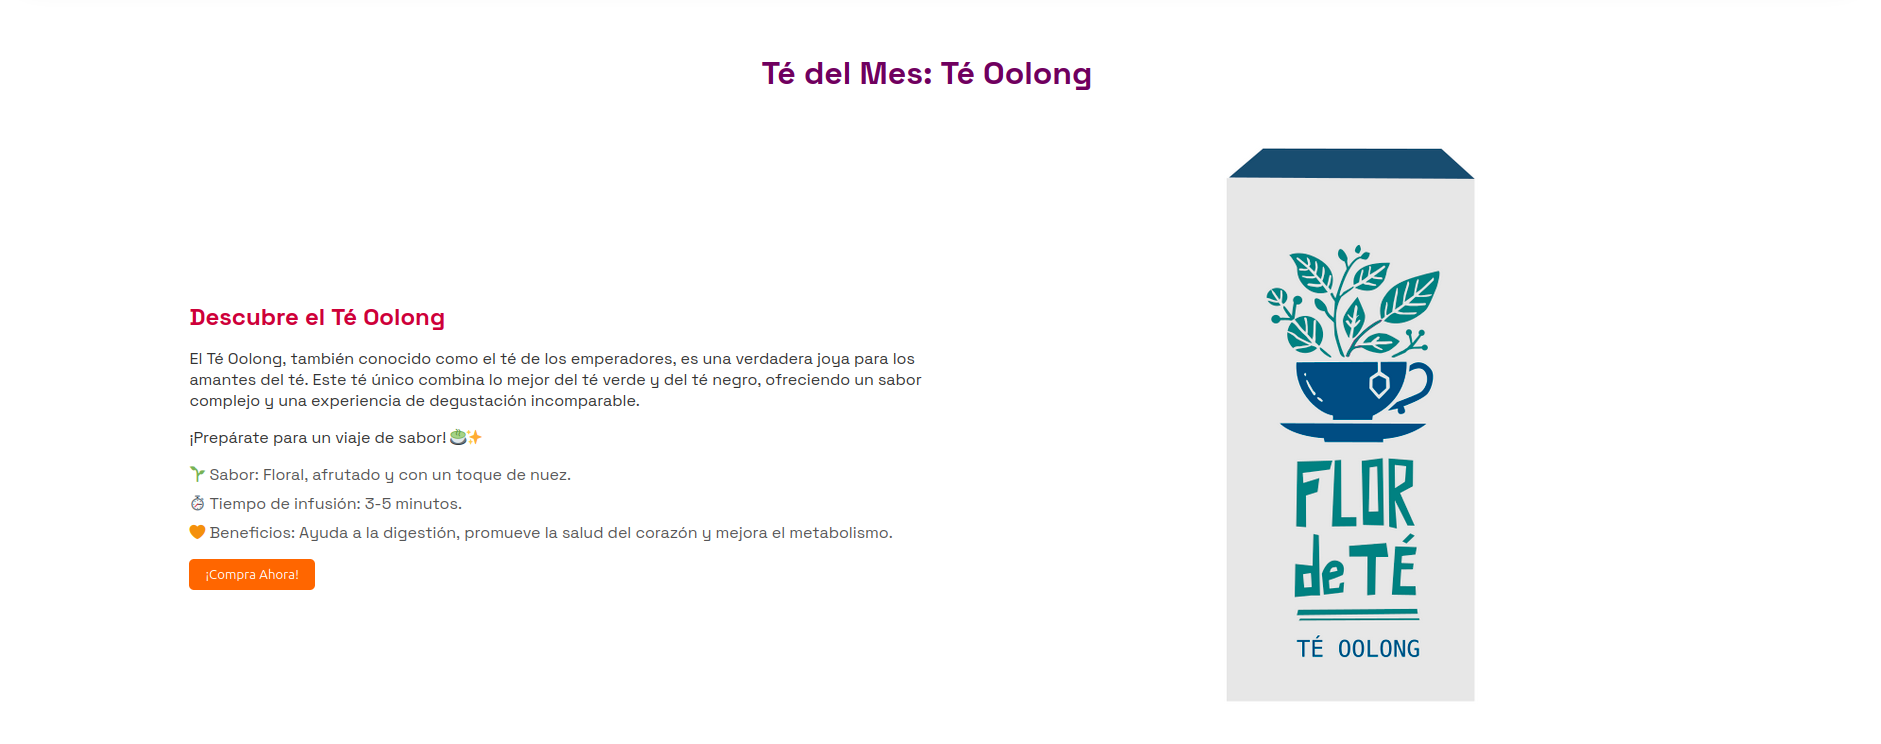 Té del Mes: Té Oolong
Descubre el Té Oolong
El Té Oolong, también conocido como el té de los emperadores, es una verdadera joya para los
amantes del té. Este té único combina lo mejor del té verde y del té negro, ofreciendo un sabor
complejo y una experiencia de degustación incomparable.
¡Prepárate para un viaje de sabor! 🍵✨
🌱 Sabor: Floral, afrutado y con un toque de nuez.
⏱ Tiempo de infusión: 3-5 minutos.
🧡 Beneficios: Ayuda a la digestión, promueve la salud del corazón y mejora el metabolismo.
¡Compra Ahora!
FLOR
de TÉ
TÉ OOLONG